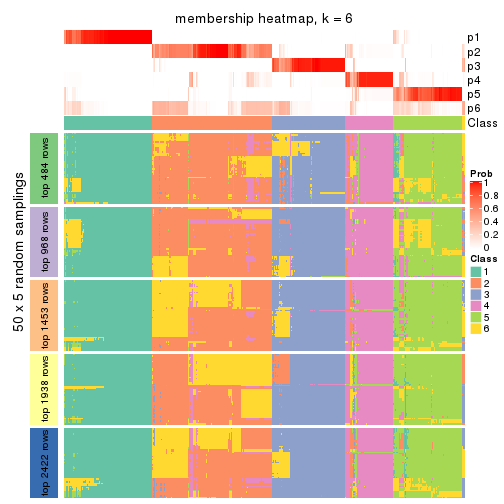 membership heatmap, k = 6
p1
p2
p3
p4
p5
p6
Class
50 x 5 random samplings
top 484 rows
top 968 rows
top 1453 rows
top 1938 rows
top 2422 rows
Prob
1
0.8
0.6
0.4
0.2
0
Class
1
2
3
4
5
6